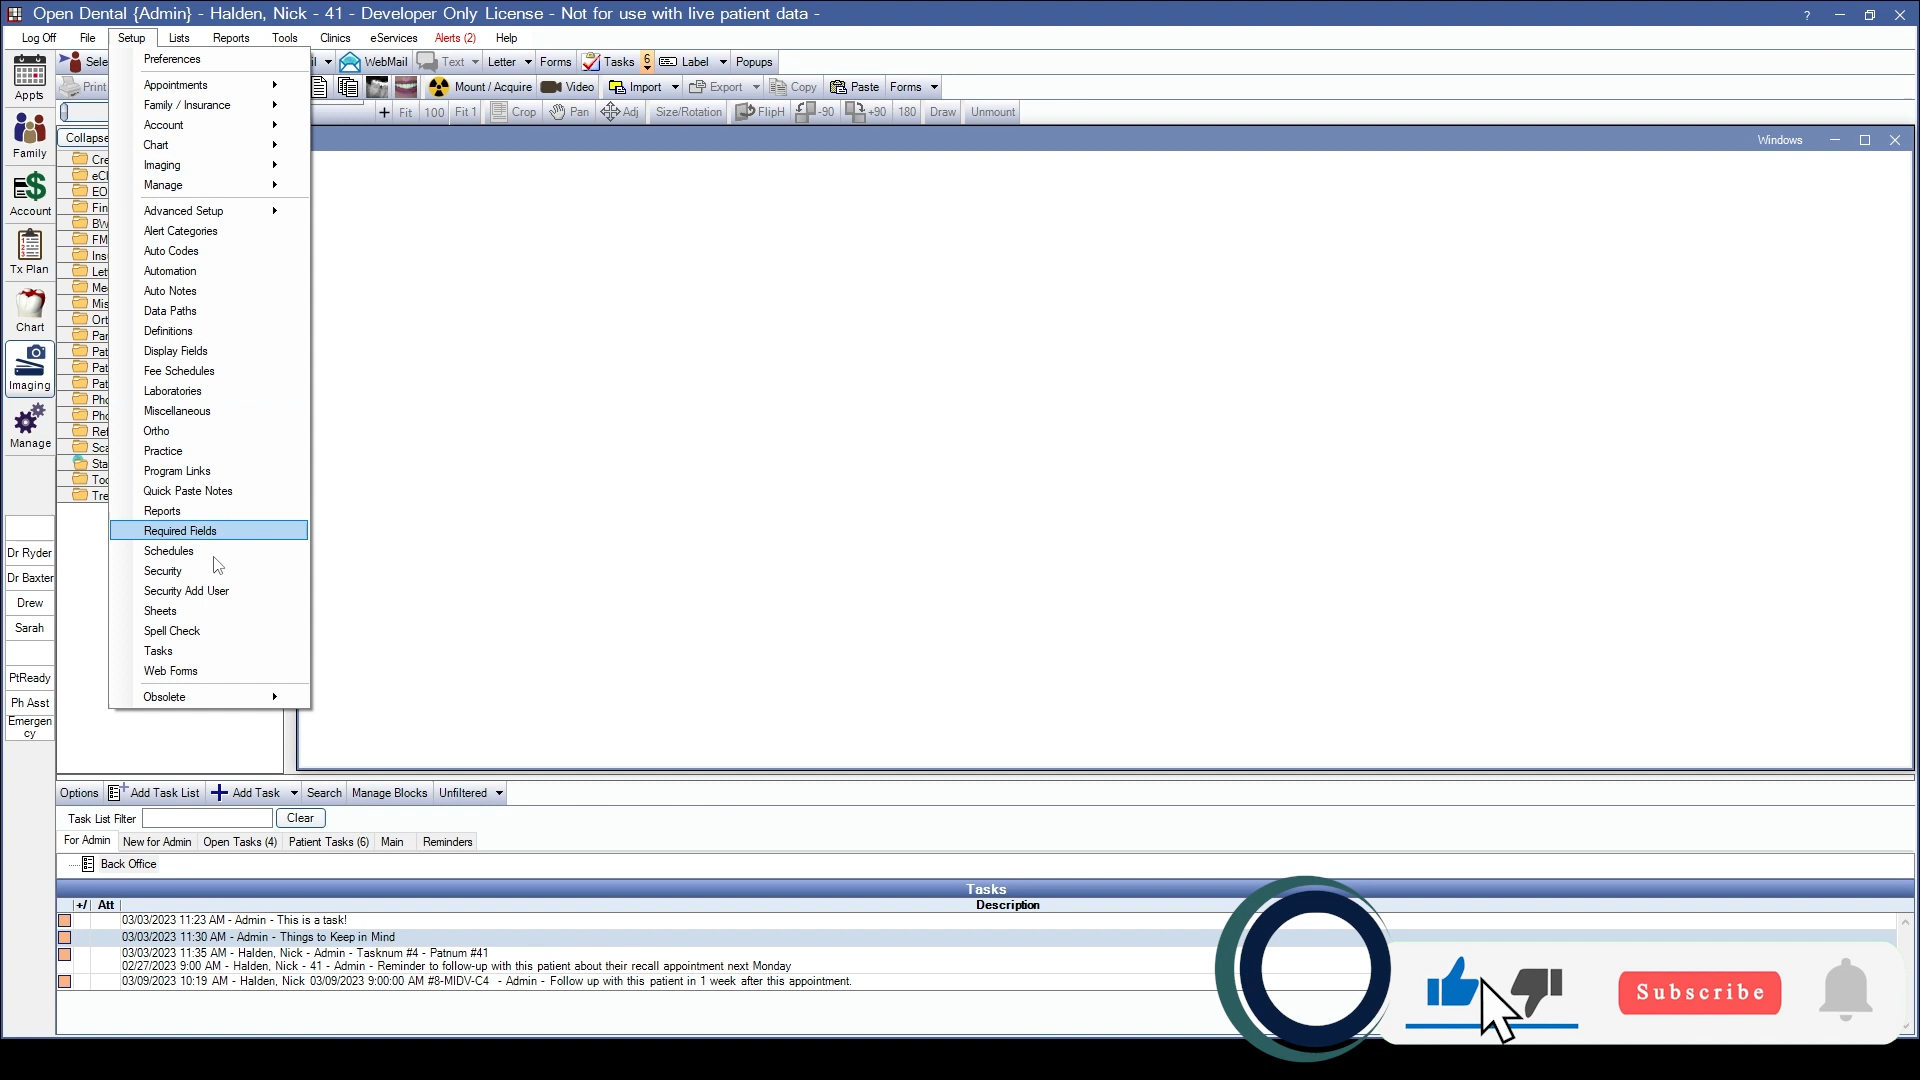 Open Dental {Admin} - Halden, Nick - 41 - Developer Only License - Not for use with live patient data -
Log Off File Setup Lists Reports Tools Clinics eServices Alerts (2) Help
WebMail Text Letter Forms Tasks 6 Label Popups
Print Mount / Acquire Video Import Export Copy Paste Forms
Fit 100 Fit 1 Crop Pan Adj Size/Rotation FlipH -90 +90 180 Draw Unmount
Collapse
Windows
Appts
Family
Account
Tx Plan
Chart
Imaging
Manage
Dr Ryder
Dr Baxter
Drew
Sarah
PtReady
Ph Asst
Emergen
cy
Preferences
Appointments
Family / Insurance
Account
Chart
Imaging
Manage
Advanced Setup
Alert Categories
Auto Codes
Automation
Auto Notes
Data Paths
Definitions
Display Fields
Fee Schedules
Laboratories
Miscellaneous
Ortho
Practice
Program Links
Quick Paste Notes
Reports
Required Fields
Schedules
Security
Security Add User
Sheets
Spell Check
Tasks
Web Forms
Obsolete
Options Add Task List Add Task Search Manage Blocks Unfiltered
Task List Filter Clear
For Admin New for Admin Open Tasks (4) Patient Tasks (6) Main Reminders
Back Office
Tasks
+/ Att Description
03/03/2023 11:23 AM - Admin - This is a task!
03/03/2023 11:30 AM - Admin - Things to Keep in Mind
03/03/2023 11:35 AM - Halden, Nick - Admin - Tasknum #4 - Patnum #41
02/27/2023 9:00 AM - Halden, Nick - 41 - Admin - Reminder to follow-up with this patient about their recall appointment next Monday
03/09/2023 10:19 AM - Halden, Nick 03/09/2023 9:00:00 AM #8-MIDV-C4 - Admin - Follow up with this patient in 1 week after this appointment.
Subscribe